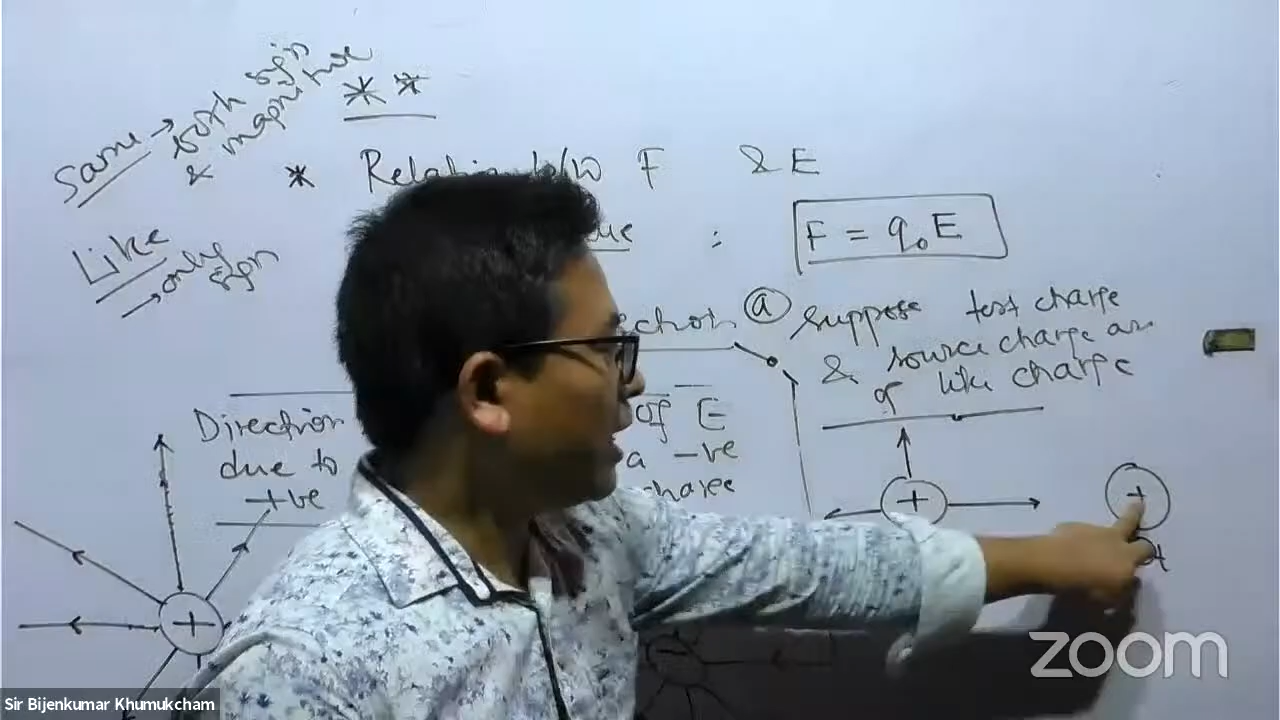 Same → both sign
& magnitude
* *
* Relation b/w F & E
Like
→ only
sign
: F = q₀E
(a) suppose test charge
& source charge are
of like charge
Direction of E
due to a -ve
+ve charge
+
+
+
-
zoom
Sir Bijenkumar Khumukcham